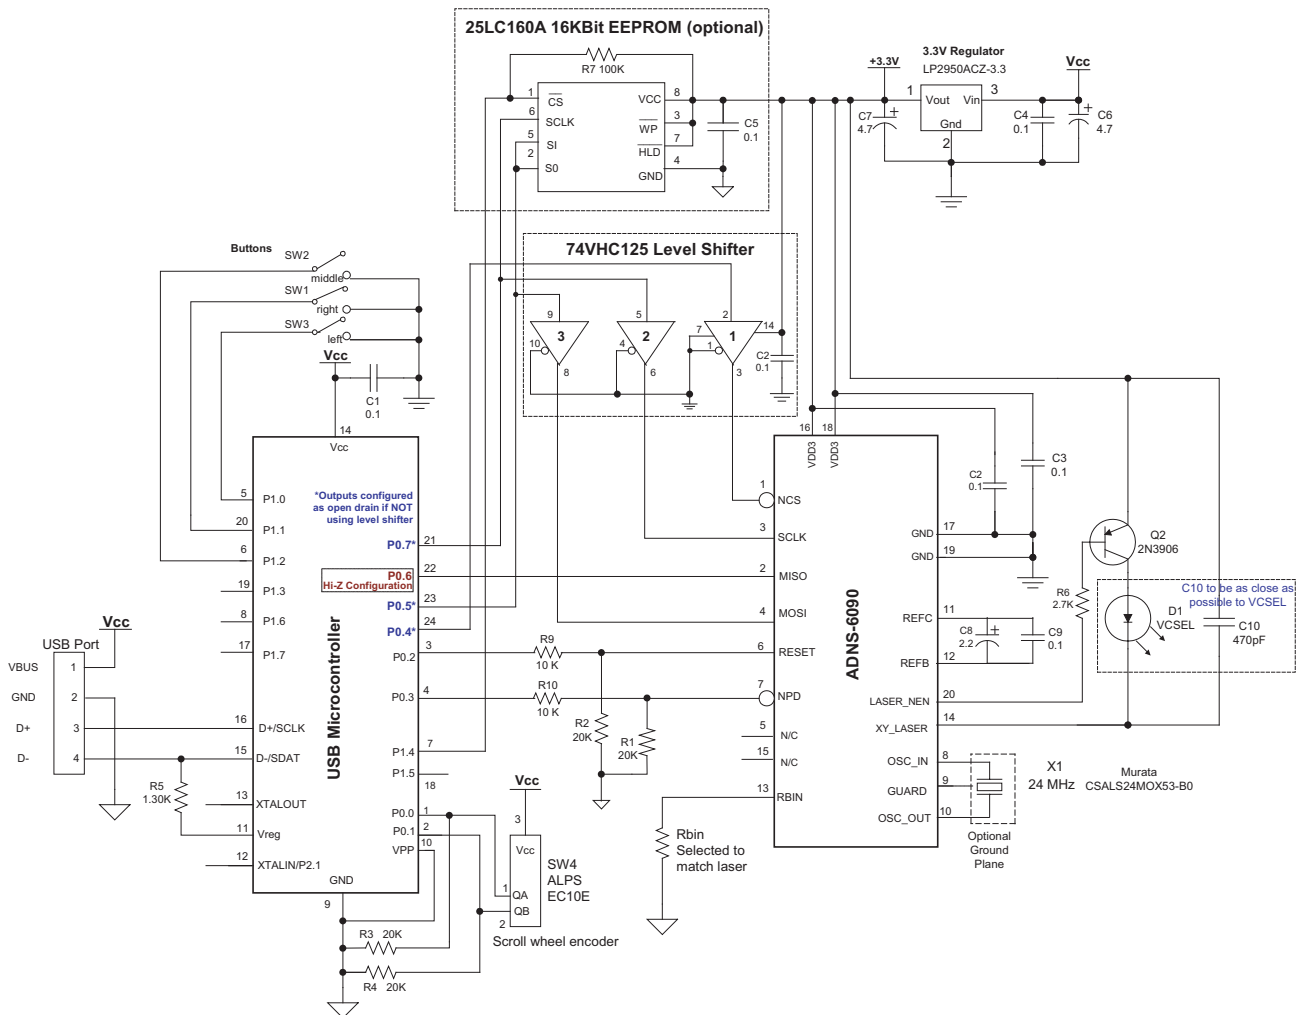 25LC160A 16KBit EEPROM (optional)
R7 100K
1
CS
6
SCLK
5
SI
2
S0
VCC
8
WP
3
HLD
7
GND
4
C5
0.1
+3.3V
3.3V Regulator
LP2950ACZ-3.3
Vcc
1
Vout
Vin
3
Gnd
2
C7
4.7
+
C4
0.1
C6
4.7
+
74VHC125 Level Shifter
9
3
10
8
5
2
4
6
2
1
7
1
14
3
C2
0.1
Buttons
SW2
middle
SW1
right
SW3
left
Vcc
C1
0.1
14
Vcc
USB Microcontroller
*Outputs configured
as open drain if NOT
using level shifter
5
P1.0
20
P1.1
6
P1.2
19
P1.3
8
P1.6
17
P1.7
16
D+/SCLK
15
D-/SDAT
13
XTALOUT
11
Vreg
12
XTALIN/P2.1
GND
9
P0.7*
21
P0.6
Hi-Z Configuration
22
P0.5*
23
P0.4*
24
P0.2
3
P0.3
4
P1.4
7
P1.5
18
P0.0
1
P0.1
2
VPP
10
Vcc
USB Port
VBUS
1
GND
2
D+
3
D-
4
R5
1.30K
R3 20K
R4 20K
R9
10 K
R10
10 K
R2
20K
R1
20K
Vcc
3
Vcc
1
QA
QB
2
SW4
ALPS
EC10E
Scroll wheel encoder
ADNS-6090
16
VDD3
18
VDD3
1
NCS
3
SCLK
2
MISO
4
MOSI
6
RESET
7
NPD
5
N/C
15
N/C
13
RBIN
Rbin
Selected to
match laser
GND
17
GND
19
REFC
11
REFB
12
LASER_NEN
20
XY_LASER
14
OSC_IN
8
GUARD
9
OSC_OUT
10
C2
0.1
C3
0.1
C8
2.2
+
C9
0.1
R6
2.7K
Q2
2N3906
C10 to be as close as
possible to VCSEL
D1
VCSEL
C10
470pF
X1
24 MHz
Murata
CSALS24MOX53-B0
Optional
Ground
Plane